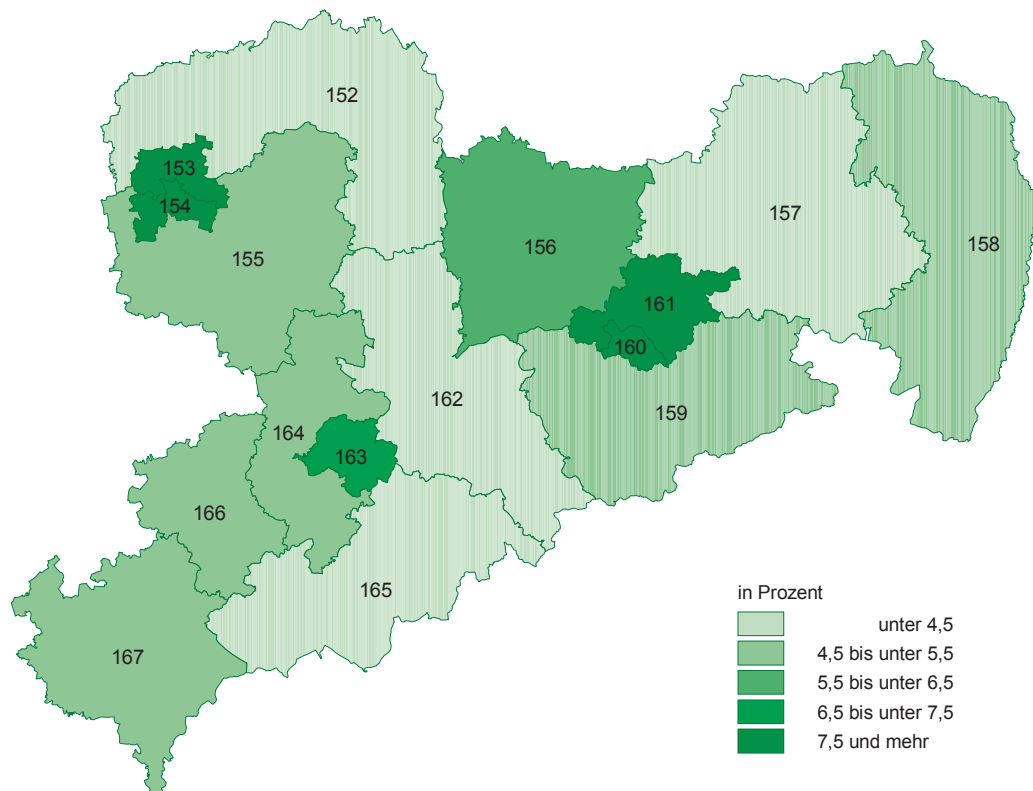 152
153
154
155
156
157
158
161
160
159
162
164
163
166
165
167
in Prozent
unter 4,5
4,5 bis unter 5,5
5,5 bis unter 6,5
6,5 bis unter 7,5
7,5 und mehr